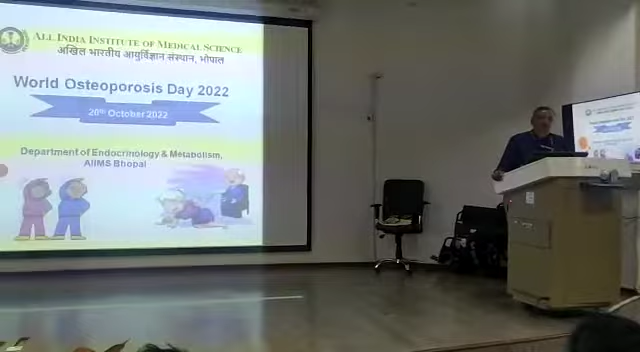 ALL INDIA INSTITUTE OF MEDICAL SCIENCE
अखिल भारतीय आयुर्विज्ञान संस्थान, भोपाल
World Osteoporosis Day 2022
20th October 2022
Department of Endocrinology & Metabolism,
AIIMS Bhopal